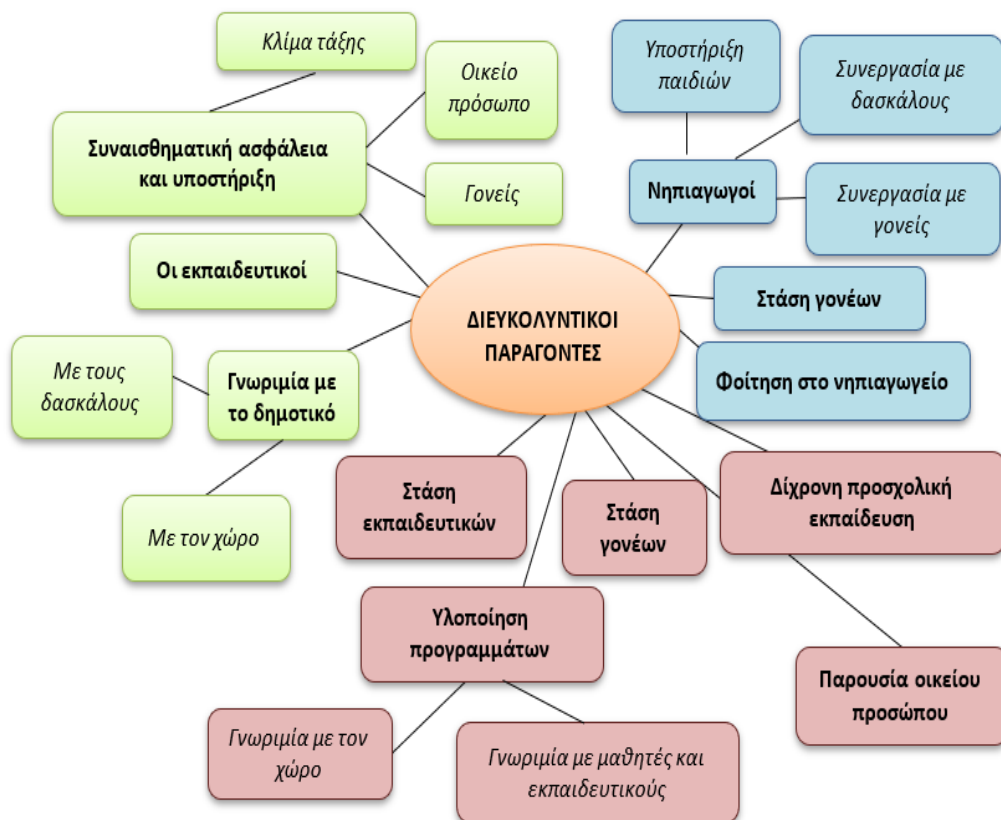 Κλίμα τάξης
Οικείο
πρόσωπο
Συναισθηματική ασφάλεια
και υποστήριξη
Γονείς
Οι εκπαιδευτικοί
Με τους
δασκάλους
Γνωριμία με
το δημοτικό
Με τον χώρο
Υποστήριξη
παιδιών
Συνεργασία με
δασκάλους
Νηπιαγωγοί
Συνεργασία με
γονείς
ΔΙΕΥΚΟΛΥΝΤΙΚΟΙ
ΠΑΡΑΓΟΝΤΕΣ
Στάση γονέων
Φοίτηση στο νηπιαγωγείο
Στάση
εκπαιδευτικών
Στάση
γονέων
Δίχρονη προσχολική
εκπαίδευση
Υλοποίηση
προγραμμάτων
Παρουσία οικείου
προσώπου
Γνωριμία με τον
χώρο
Γνωριμία με μαθητές και
εκπαιδευτικούς